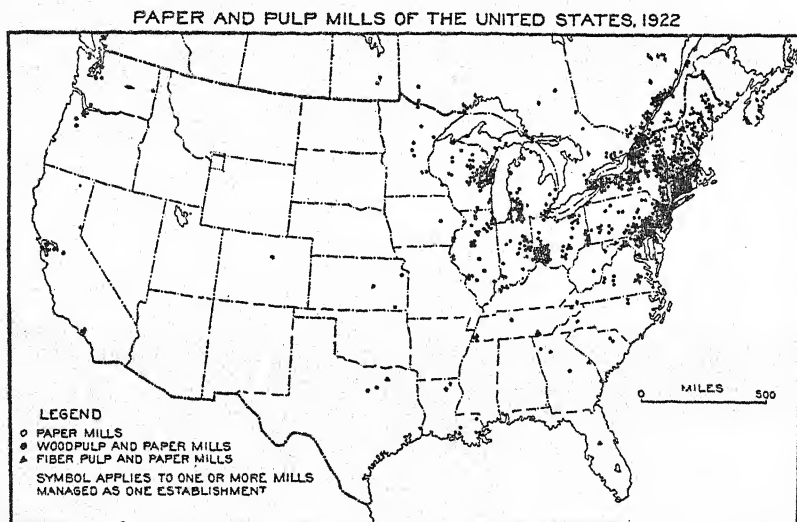 PAPER AND PULP MILLS OF THE UNITED STATES, 1922
0 MILES 500
LEGEND
PAPER MILLS
WOODPULP AND PAPER MILLS
FIBER PULP AND PAPER MILLS
SYMBOL APPLIES TO ONE OR MORE MILLS
MANAGED AS ONE ESTABLISHMENT